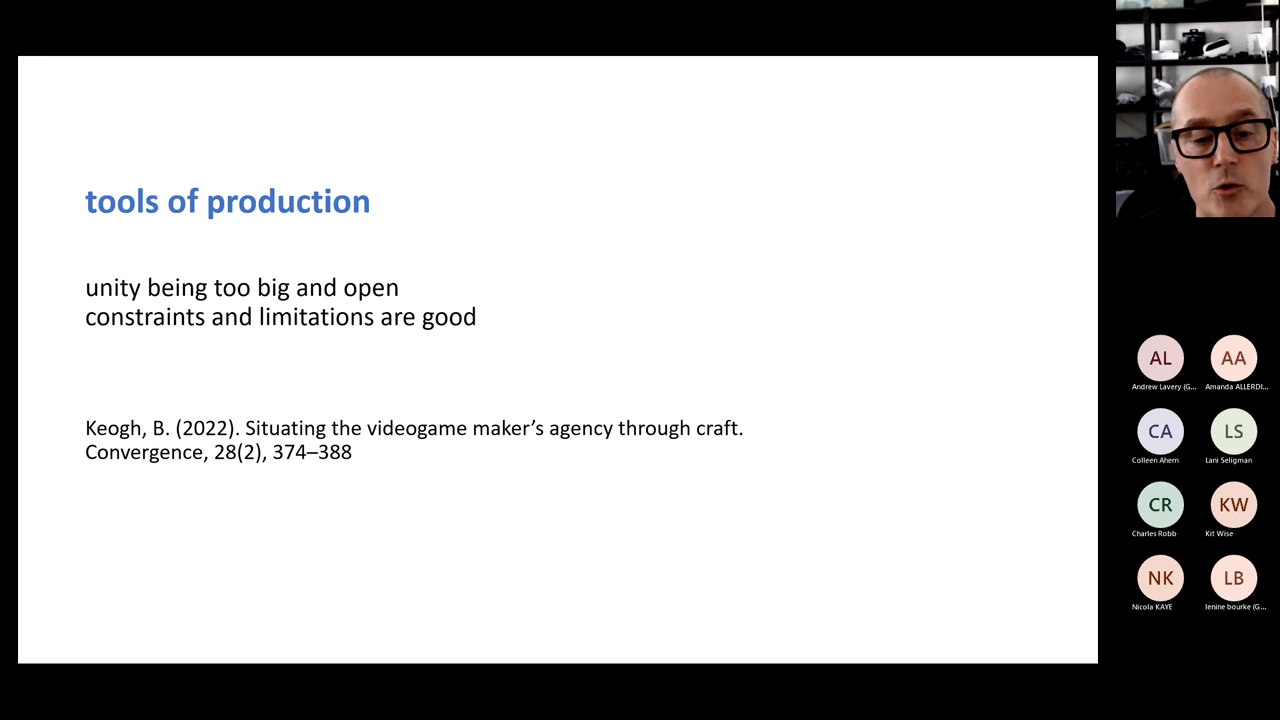 tools of production
unity being too big and open
constraints and limitations are good
Keogh, B. (2022). Situating the videogame maker’s agency through craft.
Convergence, 28(2), 374–388
AL
AA
Andrew Lavery (G...
Amanda ALLERDI...
CA
LS
Colleen Ahern
Lani Seligman
CR
KW
Charles Robb
Kit Wise
NK
LB
Nicola KAYE
lenine bourke (G...